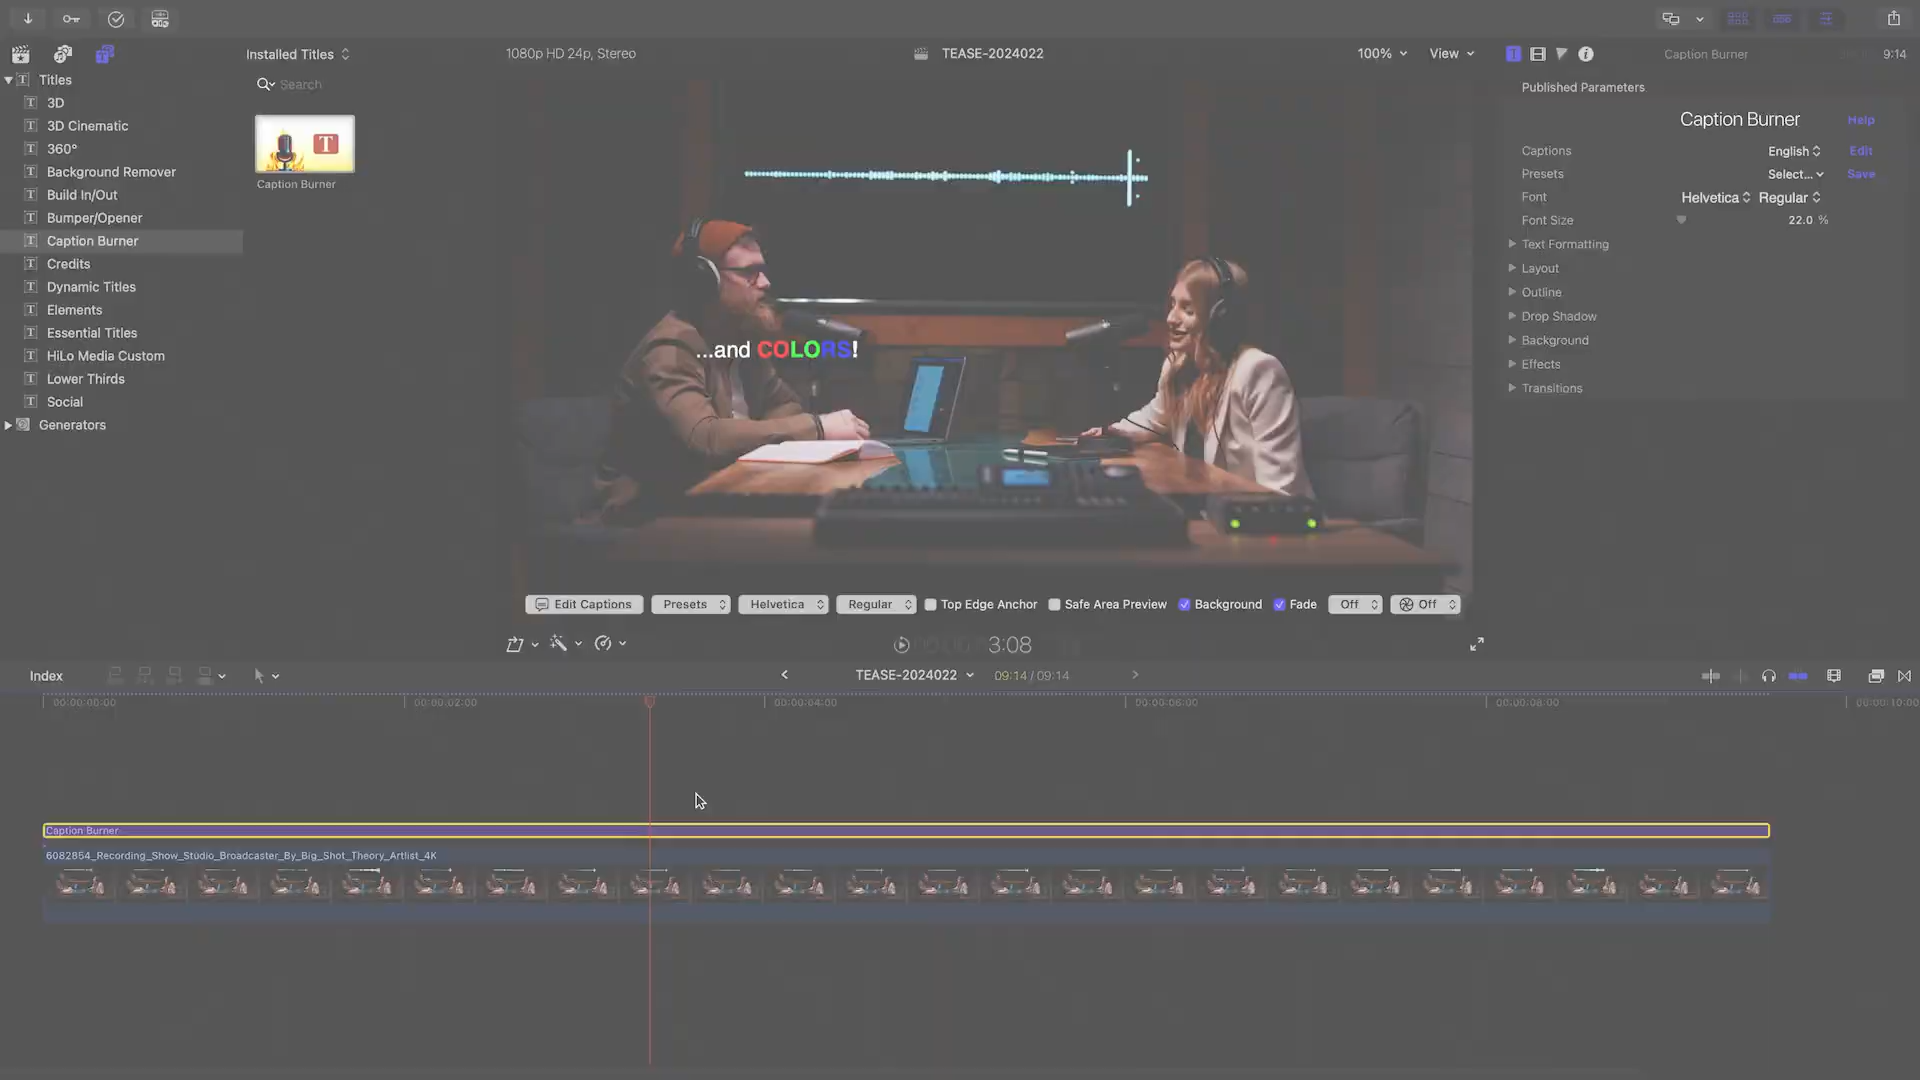 Installed Titles
1080p HD 24p, Stereo
TEASE-2024022
100%
View
Caption Burner
9:14
Titles
3D
3D Cinematic
360°
Background Remover
Build In/Out
Bumper/Opener
Caption Burner
Credits
Dynamic Titles
Elements
Essential Titles
HiLo Media Custom
Lower Thirds
Social
Generators
Search
T
Caption Burner
...and COLORS!
Published Parameters
Caption Burner
Help
Captions English Edit
Presets Select... Save
Font Helvetica Regular
Font Size 22.0 %
Text Formatting
Layout
Outline
Drop Shadow
Background
Effects
Transitions
Edit Captions Presets Helvetica Regular Top Edge Anchor Safe Area Preview Background Fade Off Off
3:08
Index
TEASE-2024022
09:14 / 09:14
00:00:00:00 00:00:02:00 00:00:04:00 00:00:06:00 00:00:08:00 00:00:10:00
Caption Burner
6082854_Recording_Show_Studio_Broadcaster_By_Big_Shot_Theory_Artlist_4K